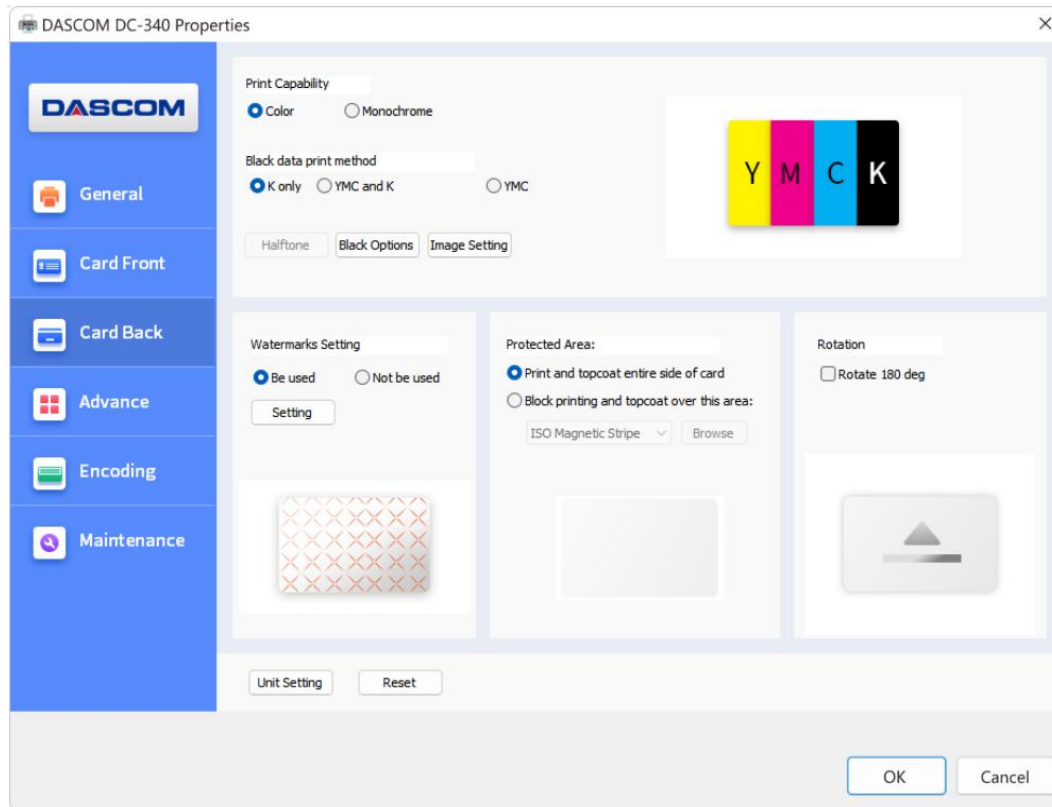 DASCOM DC-340 Properties
DASCOM
General
Card Front
Card Back
Advance
Encoding
Maintenance
Print Capability
Color Monochrome
Black data print method
K only YMC and K YMC
Halftone Black Options Image Setting
Y M C K
Watermarks Setting
Be used Not be used
Setting
Protected Area:
Print and topcoat entire side of card
Block printing and topcoat over this area:
ISO Magnetic Stripe Browse
Rotation
Rotate 180 deg
Unit Setting Reset
OK Cancel